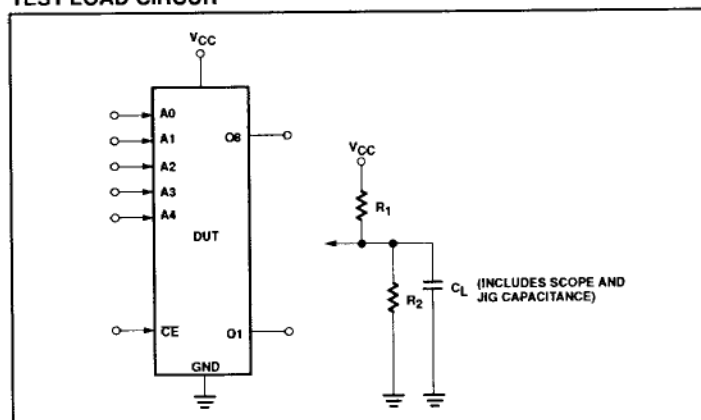 TEST LOAD CIRCUIT
VCC
A0
A1
A2
A3
A4
O8
DUT
CE
O1
GND
VCC
R1
R2
CL (INCLUDES SCOPE AND
JIG CAPACITANCE)